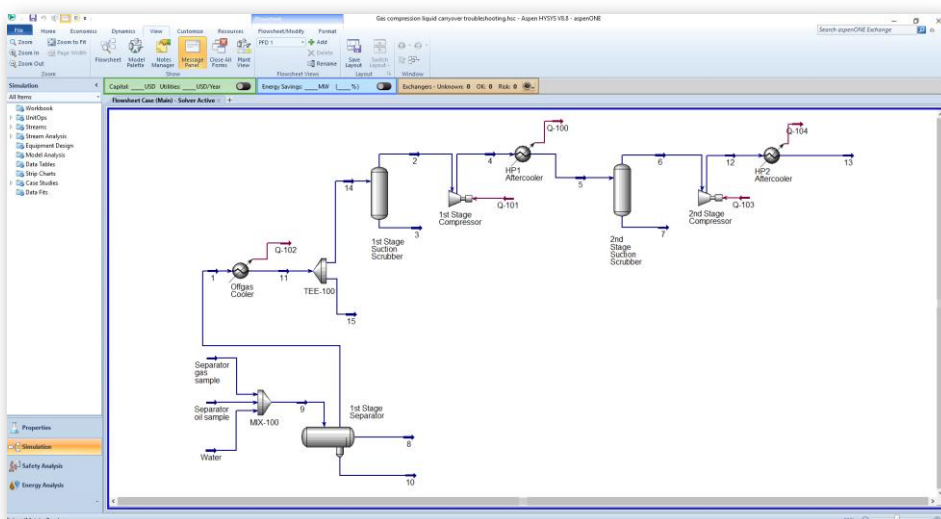 Gas compression liquid carryover troubleshooting.hsc - Aspen HYSYS V8.8 - aspenONE
Flowsheet
File Home Economics Dynamics View Customize Resources Flowsheet/Modify Format
Search aspenONE Exchange
Zoom
Zoom to Fit
Zoom In
Page Width
Zoom Out
Flowsheet
Model Palette
Notes Manager
Message Panel
Close All Forms
Plant View
PFD 1
Add
Delete
Rename
Save Layout
Switch Layout
Zoom Show Flowsheet Views Layout Window
Simulation
Capital: ____ USD Utilities: ____ USD/Year
Energy Savings: ____ MW ( ____ %)
Exchangers - Unknown: 0 OK: 0 Risk: 0
All Items
Flowsheet Case (Main) - Solver Active
Workbook
UnitOps
Streams
Stream Analysis
Equipment Design
Model Analysis
Data Tables
Strip Charts
Case Studies
Data Fits
Properties
Simulation
Safety Analysis
Energy Analysis
Q-100
Q-104
2
4
HP1 Aftercooler
6
12
HP2 Aftercooler
13
14
5
Q-101
1st Stage Compressor
Q-103
2nd Stage Compressor
3
7
1st Stage
Suction
Scrubber
2nd
Stage
Suction
Scrubber
Q-102
1
11
Offgas
Cooler
TEE-100
15
Separator
gas
sample
Separator
oil sample
Water
MIX-100
9
1st Stage
Separator
8
10